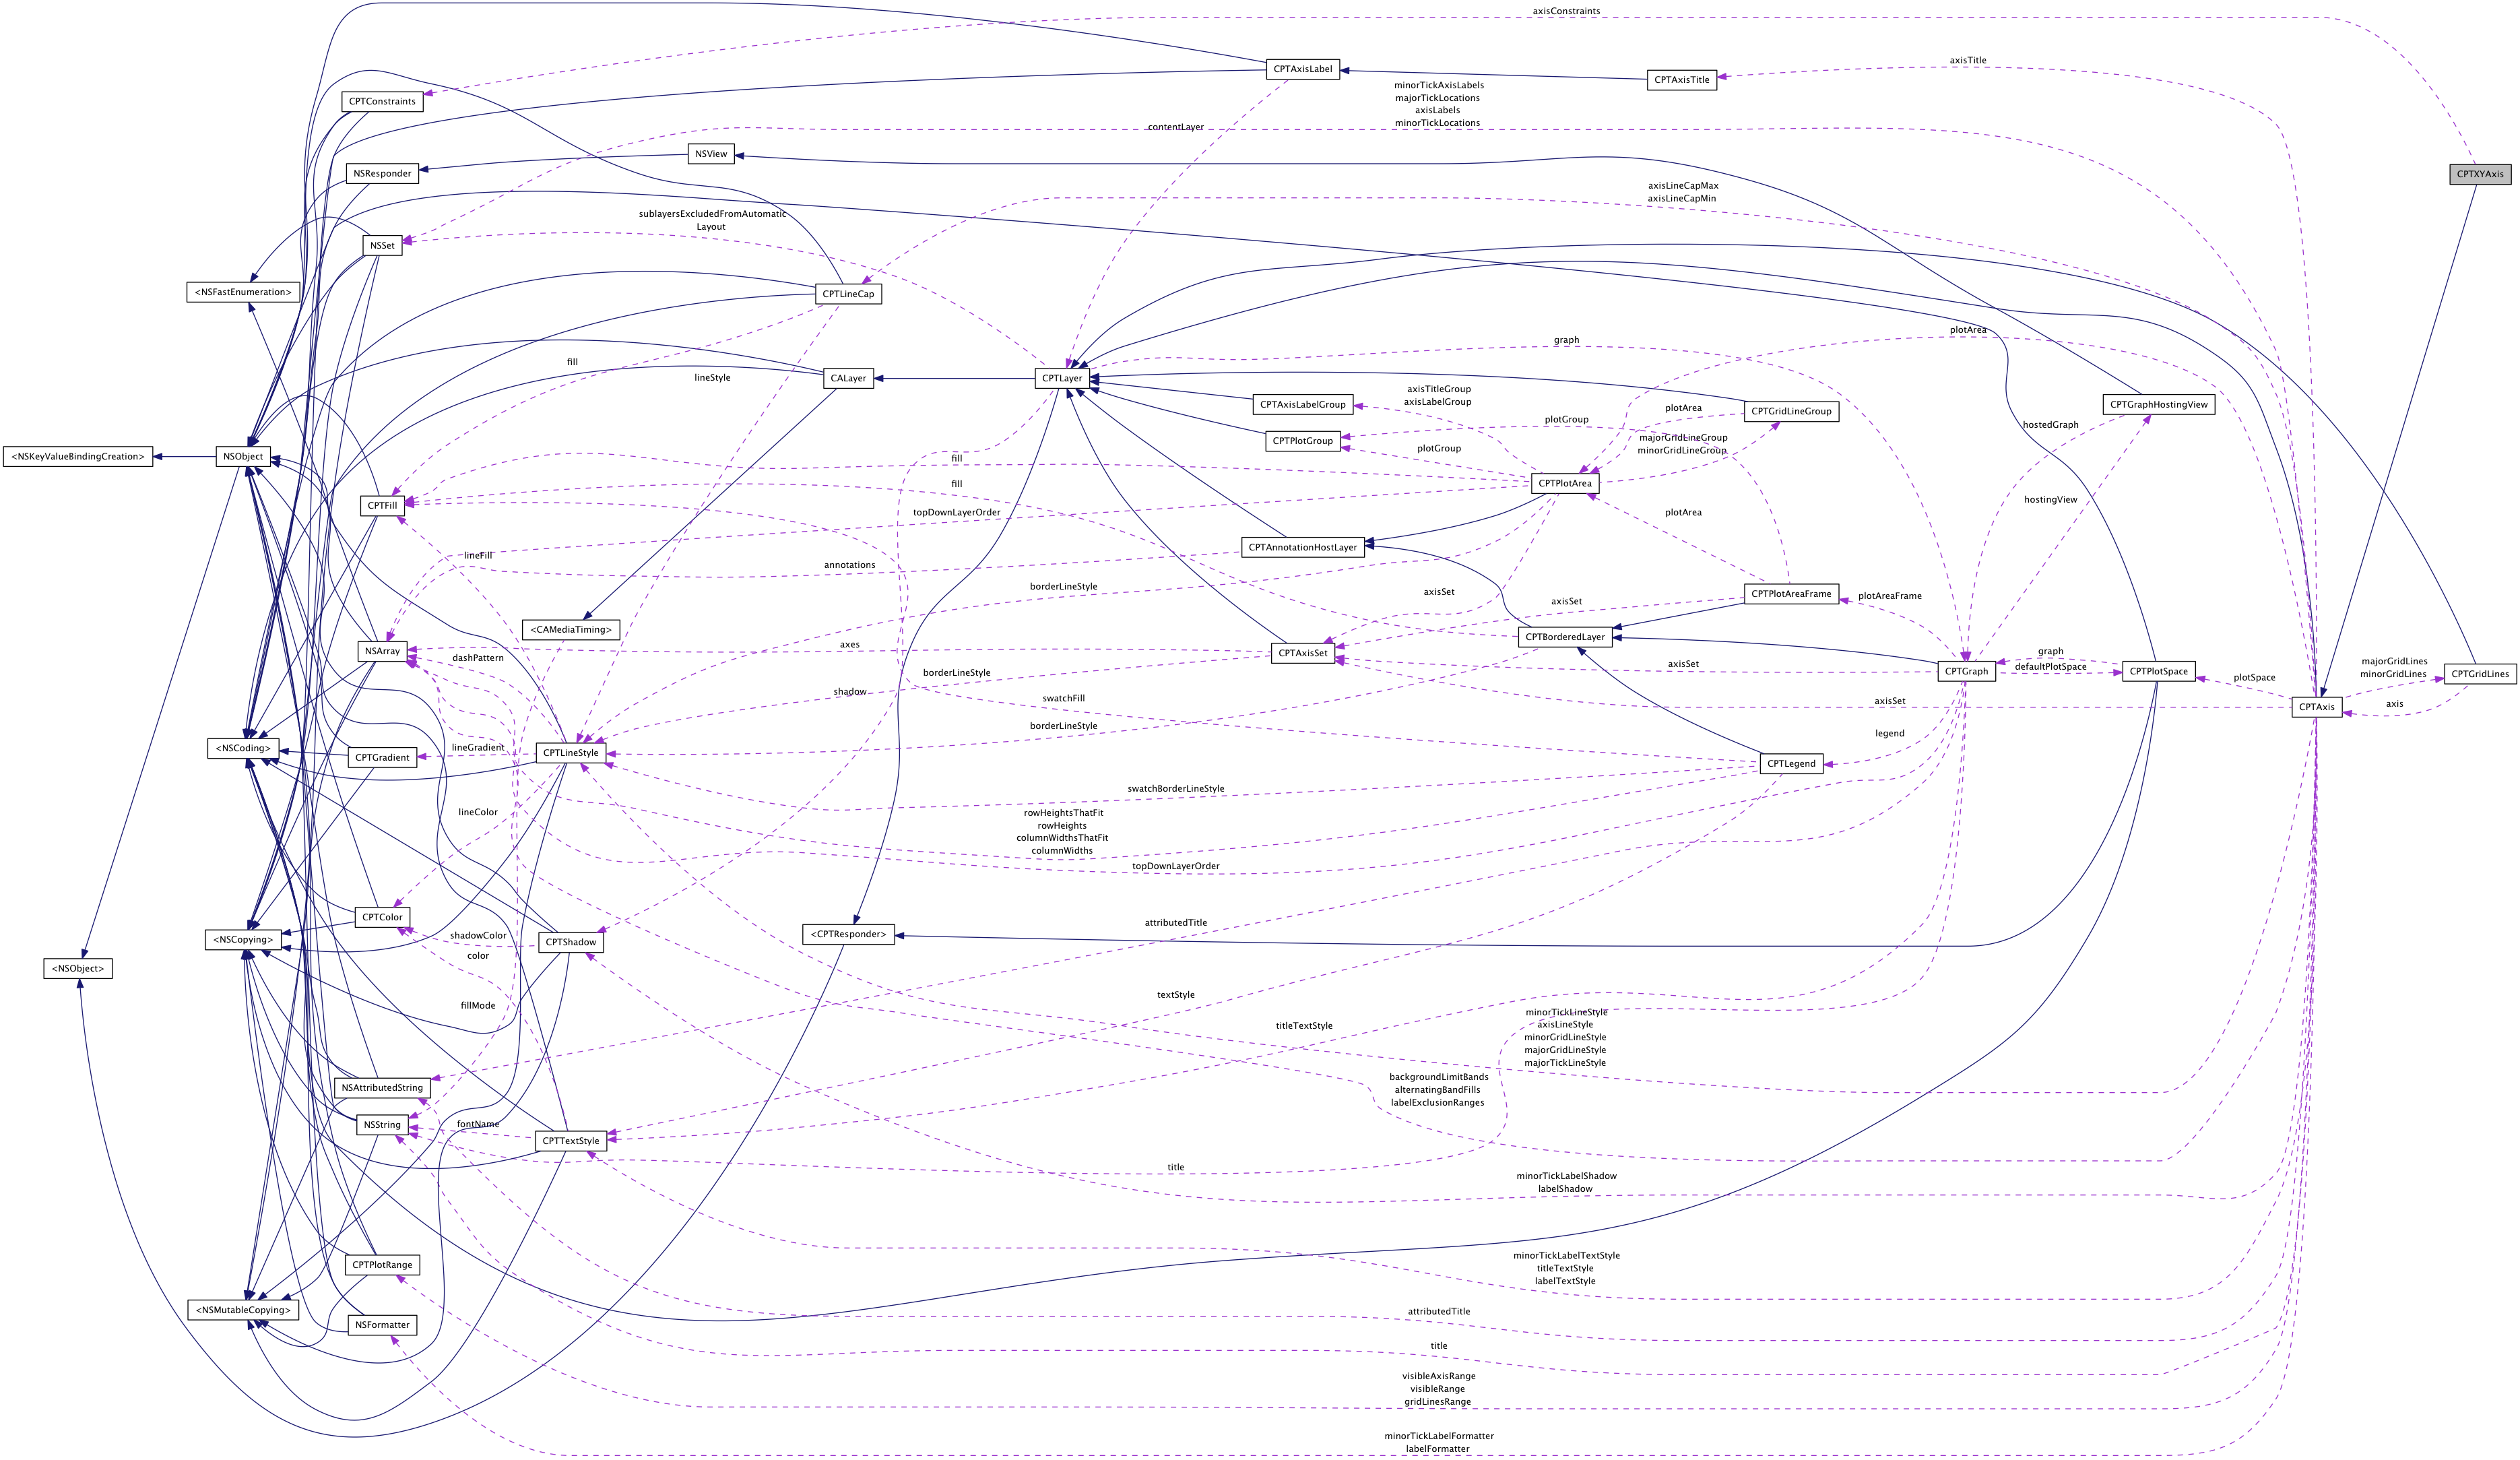 axisConstraints
CPTAxisLabel
axisTitle
CPTAxisTitle
minorTickAxisLabels
majorTickLocations
axisLabels
minorTickLocations
CPTConstraints
contentLayer
NSView
NSResponder
CPTXYAxis
axisLineCapMax
axisLineCapMin
sublayersExcludedFromAutomatic
Layout
NSSet
<NSFastEnumeration>
CPTLineCap
plotArea
graph
fill
lineStyle
CALayer
CPTLayer
axisTitleGroup
axisLabelGroup
CPTAxisLabelGroup
plotArea
CPTGridLineGroup
CPTGraphHostingView
plotGroup
hostedGraph
CPTPlotGroup
majorGridLineGroup
minorGridLineGroup
plotGroup
<NSKeyValueBindingCreation>
NSObject
fill
fill
CPTPlotArea
hostingView
CPTFill
topDownLayerOrder
plotArea
lineFill
CPTAnnotationHostLayer
annotations
borderLineStyle
axisSet
axisSet
CPTPlotAreaFrame
plotAreaFrame
<CAMediaTiming>
CPTBorderedLayer
NSArray
dashPattern
axes
CPTAxisSet
axisSet
graph
defaultPlotSpace
CPTGraph
CPTPlotSpace
plotSpace
majorGridLines
minorGridLines
CPTGridLines
borderLineStyle
shadow
swatchFill
axisSet
CPTAxis
axis
borderLineStyle
legend
<NSCoding>
CPTGradient
lineGradient
CPTLineStyle
CPTLegend
swatchBorderLineStyle
lineColor
rowHeightsThatFit
rowHeights
columnWidthsThatFit
columnWidths
topDownLayerOrder
CPTColor
attributedTitle
<NSCopying>
shadowColor
CPTShadow
<CPTResponder>
color
<NSObject>
textStyle
fillMode
titleTextStyle
minorTickLineStyle
axisLineStyle
minorGridLineStyle
majorGridLineStyle
majorTickLineStyle
backgroundLimitBands
alternatingBandFills
labelExclusionRanges
NSAttributedString
NSString
fontName
CPTTextStyle
title
minorTickLabelShadow
labelShadow
CPTPlotRange
minorTickLabelTextStyle
titleTextStyle
labelTextStyle
<NSMutableCopying>
NSFormatter
attributedTitle
title
visibleAxisRange
visibleRange
gridLinesRange
minorTickLabelFormatter
labelFormatter